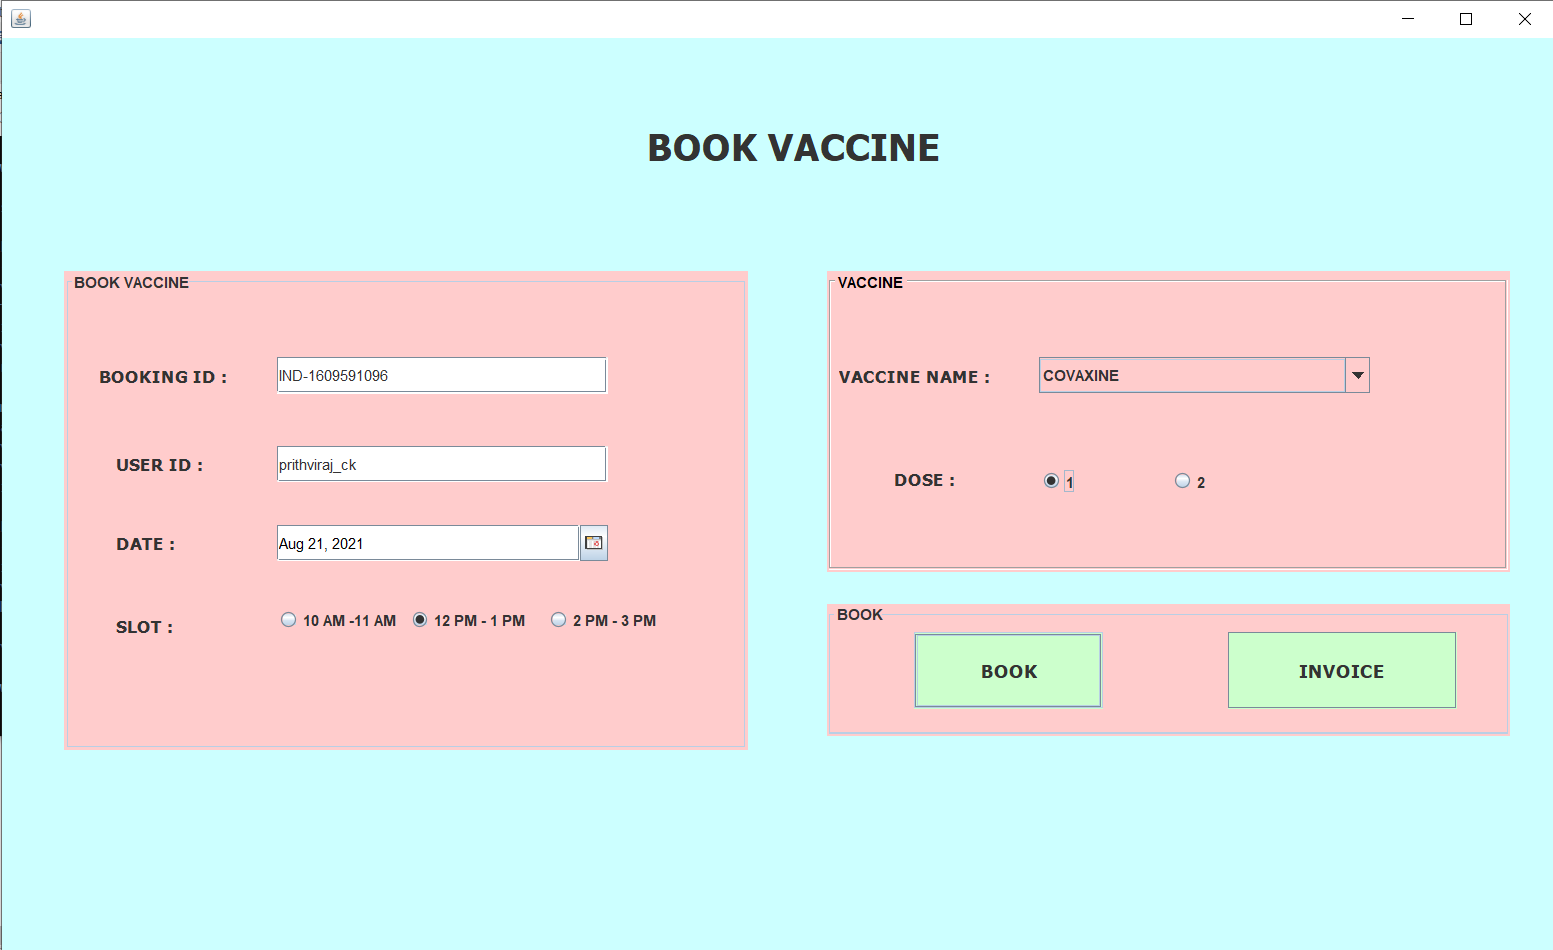 BOOK VACCINE
BOOK VACCINE
BOOKING ID :
IND-1609591096
USER ID :
prithviraj_ck
DATE :
Aug 21, 2021
SLOT :
10 AM -11 AM
12 PM - 1 PM
2 PM - 3 PM
VACCINE
VACCINE NAME :
COVAXINE
DOSE :
1
2
BOOK
BOOK
INVOICE